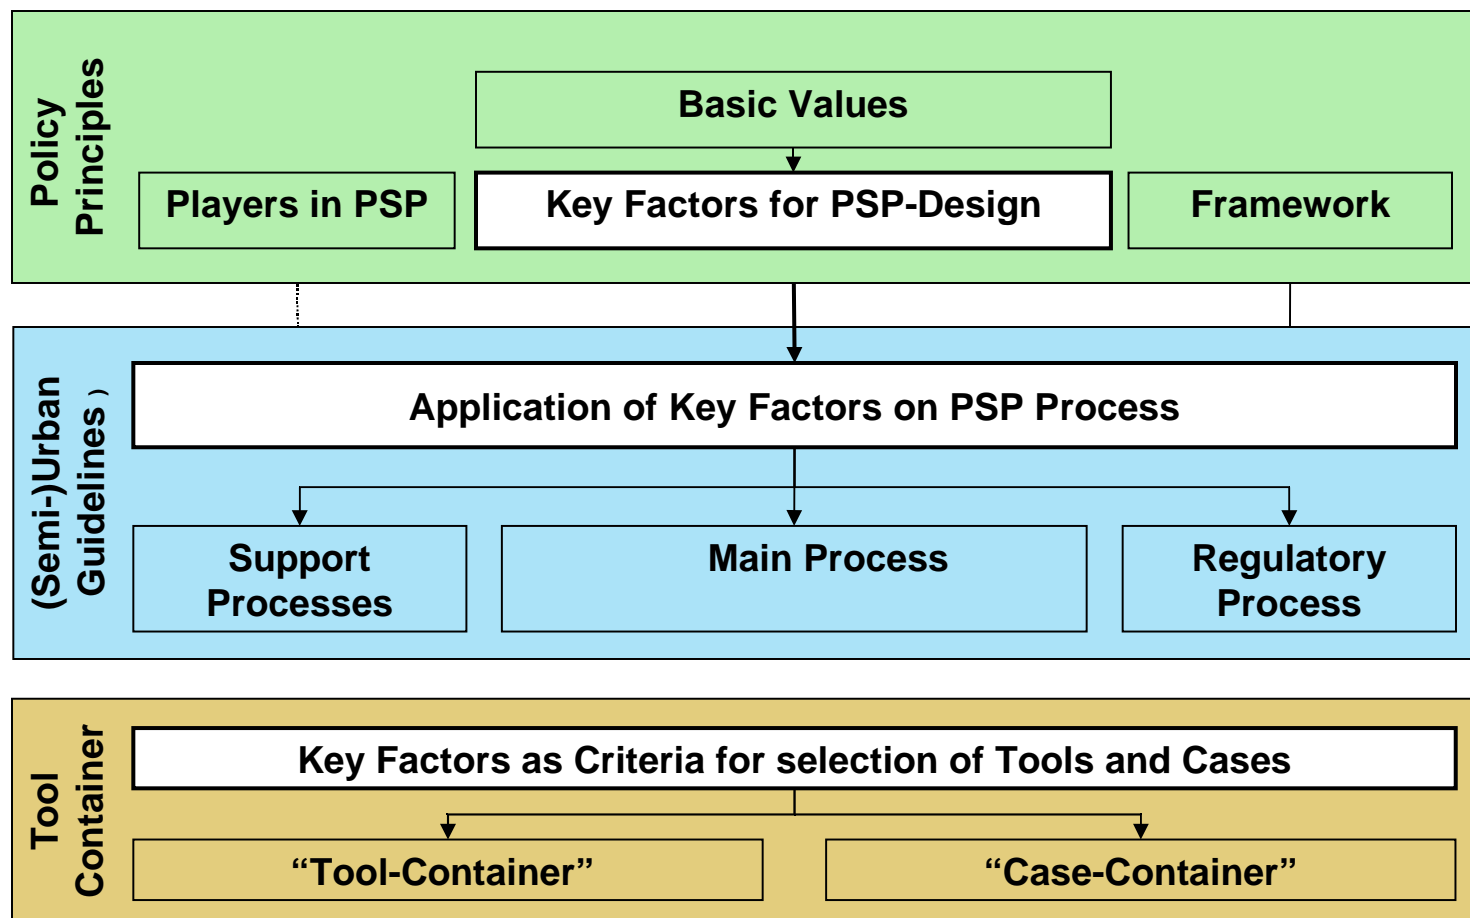 Policy
Principles
Basic Values
Players in PSP
Key Factors for PSP-Design
Framework
(Semi-)Urban
Guidelines )
Application of Key Factors on PSP Process
Support
Processes
Main Process
Regulatory
Process
Tool
Container
Key Factors as Criteria for selection of Tools and Cases
“Tool-Container”
“Case-Container”